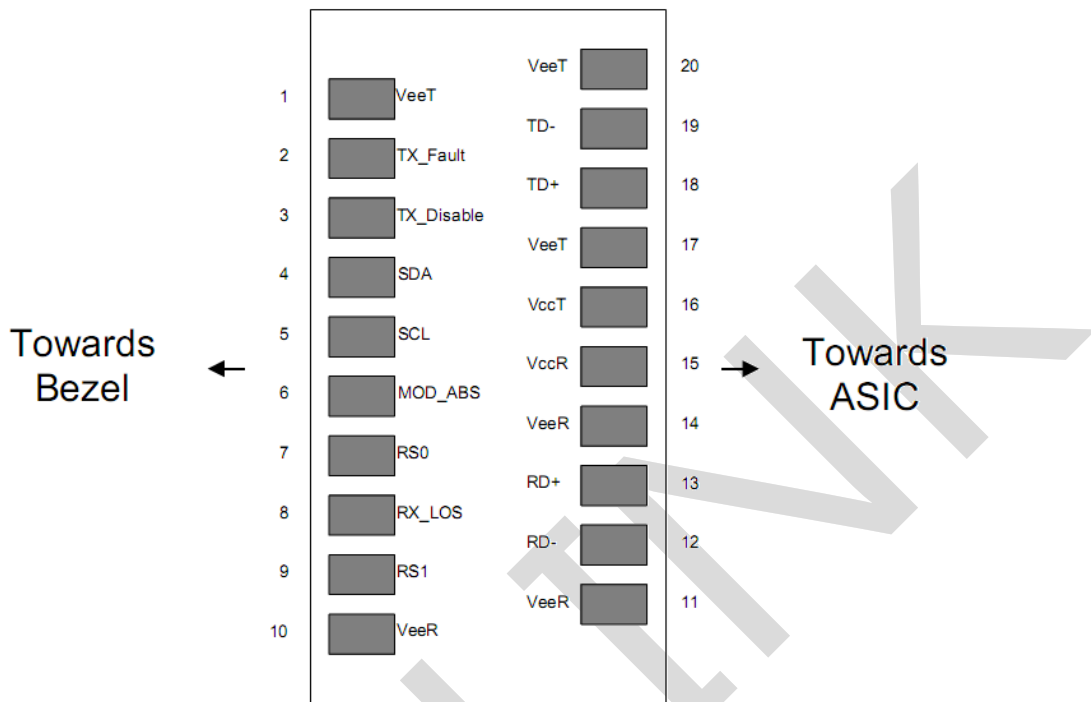 VeeT 20
1 VeeT
TD- 19
2 TX_Fault
TD+ 18
3 TX_Disable
VeeT 17
4 SDA
VccT 16
5 SCL
Towards
Bezel
VccR 15
Towards
ASIC
6 MOD_ABS
VeeR 14
7 RS0
RD+ 13
8 RX_LOS
RD- 12
9 RS1
VeeR 11
10 VeeR